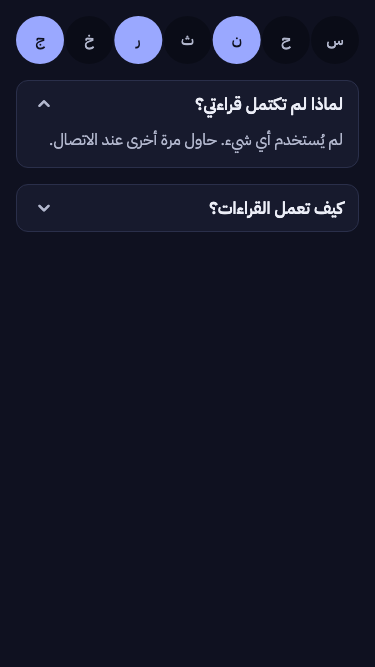 س ح ن ث ر خ ج
لماذا لم تكتمل قراءتي؟
لم يُستخدم أي شيء. حاول مرة أخرى عند الاتصال.
كيف تعمل القراءات؟